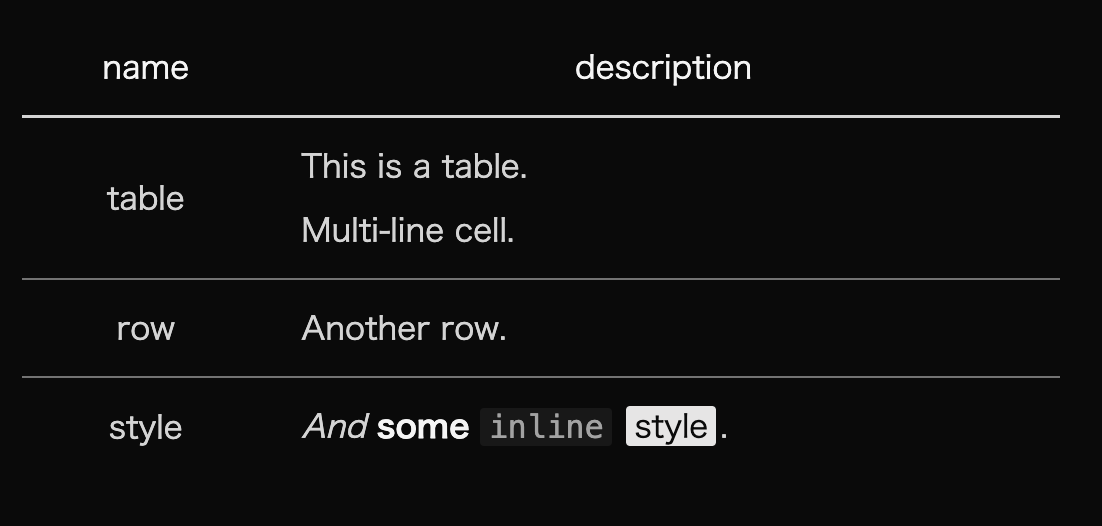 name description
This is a table.
table
Multi-line cell.
row Another row.
style And some inline style.